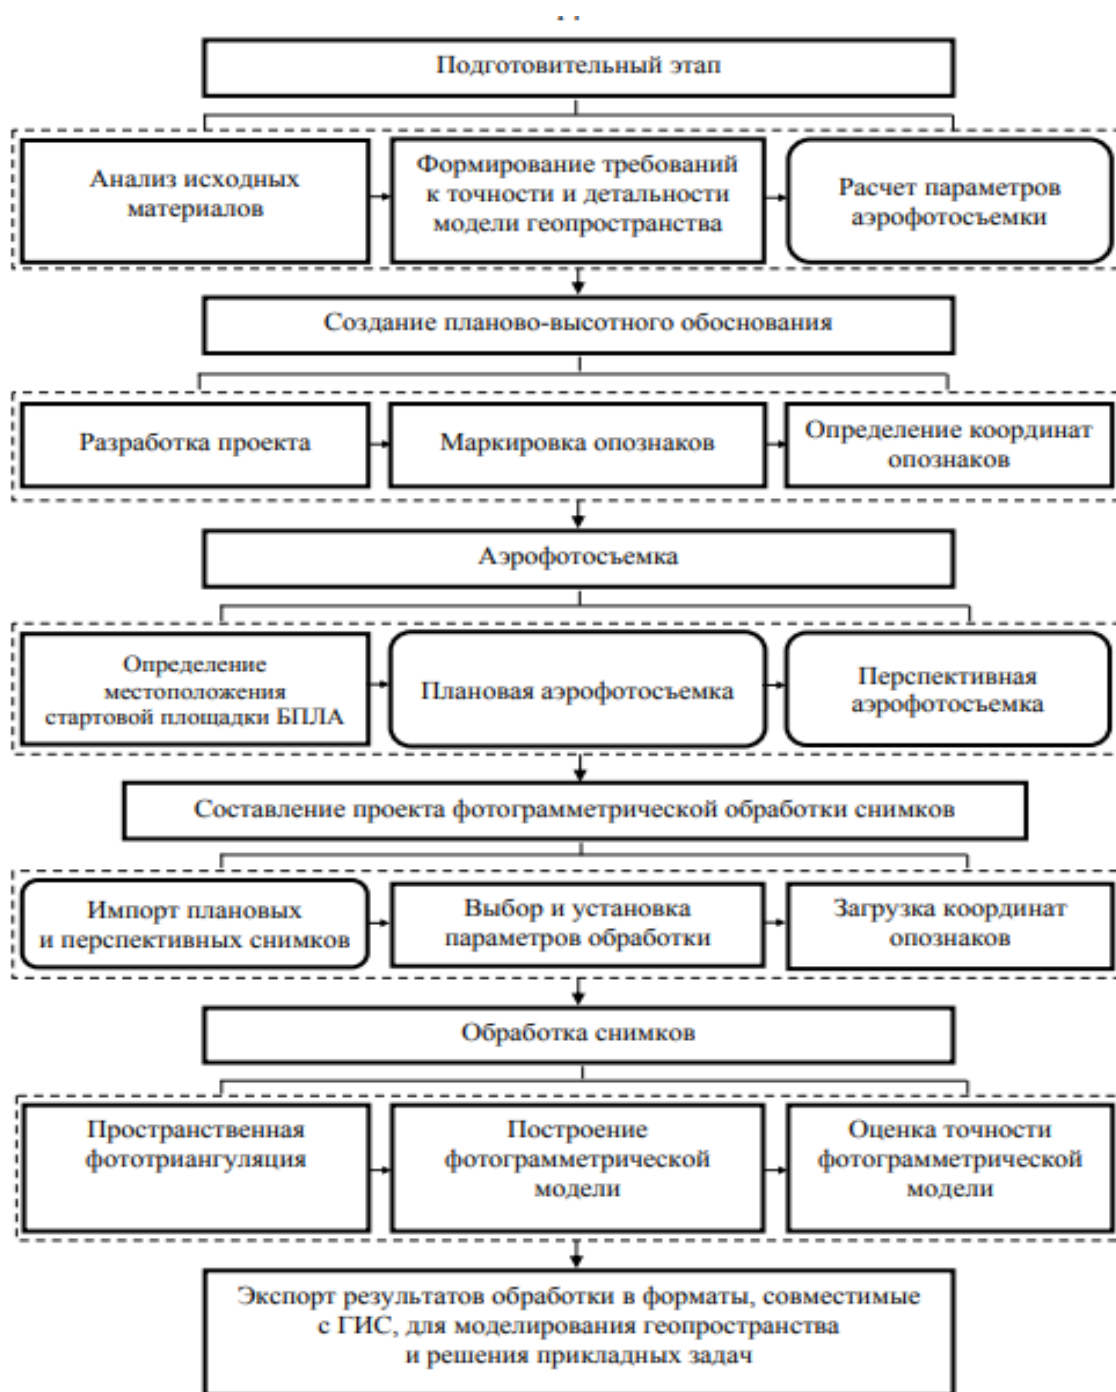 Подготовительный этап
Анализ исходных
материалов
Формирование требований
к точности и детальности
модели геопространства
Расчет параметров
аэрофотосъемки
Создание планово-высотного обоснования
Разработка проекта
Маркировка опознаков
Определение координат
опознаков
Аэрофотосъемка
Определение
местоположения
стартовой площадки БПЛА
Плановая аэрофотосъемка
Перспективная
аэрофотосъемка
Составление проекта фотограмметрической обработки снимков
Импорт плановых
и перспективных снимков
Выбор и установка
параметров обработки
Загрузка координат
опознаков
Обработка снимков
Пространственная
фототриангуляция
Построение
фотограмметрической
модели
Оценка точности
фотограмметрической
модели
Экспорт результатов обработки в форматы, совместимые
с ГИС, для моделирования геопространства
и решения прикладных задач